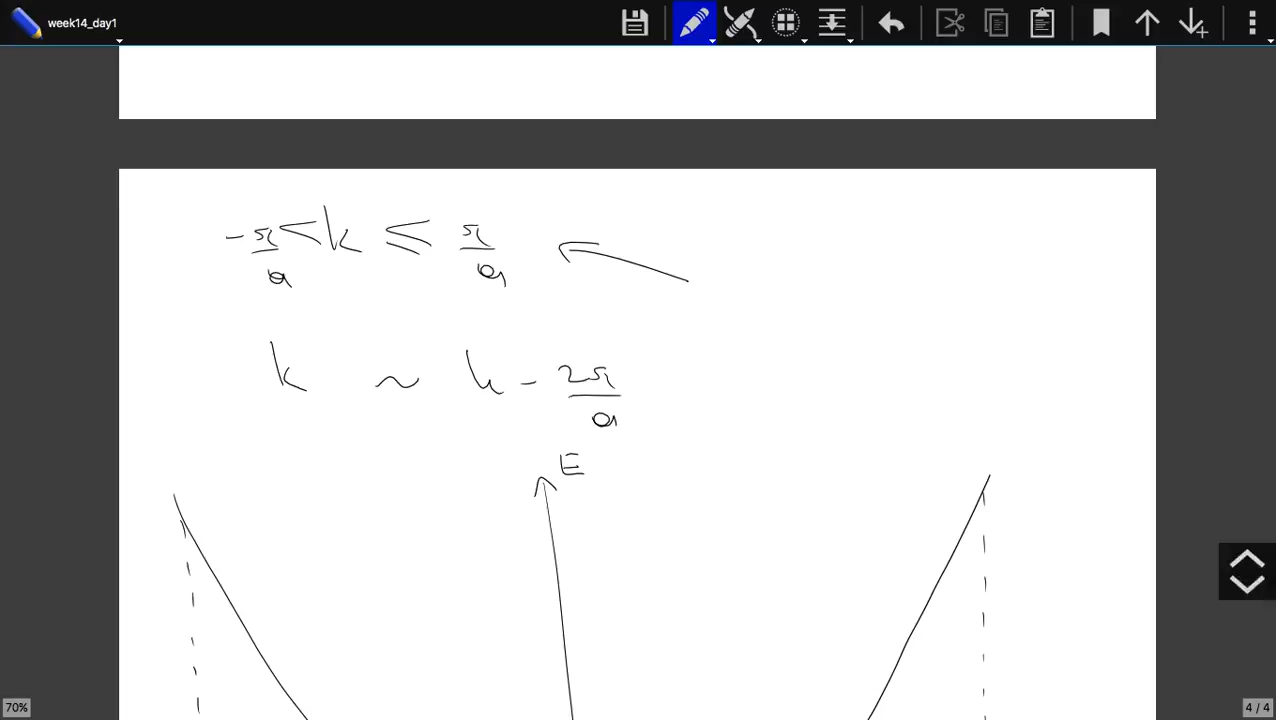 week14_day1
-π/a < k ≤ π/a
k ~ k - 2π/a
E
70%
4 / 4